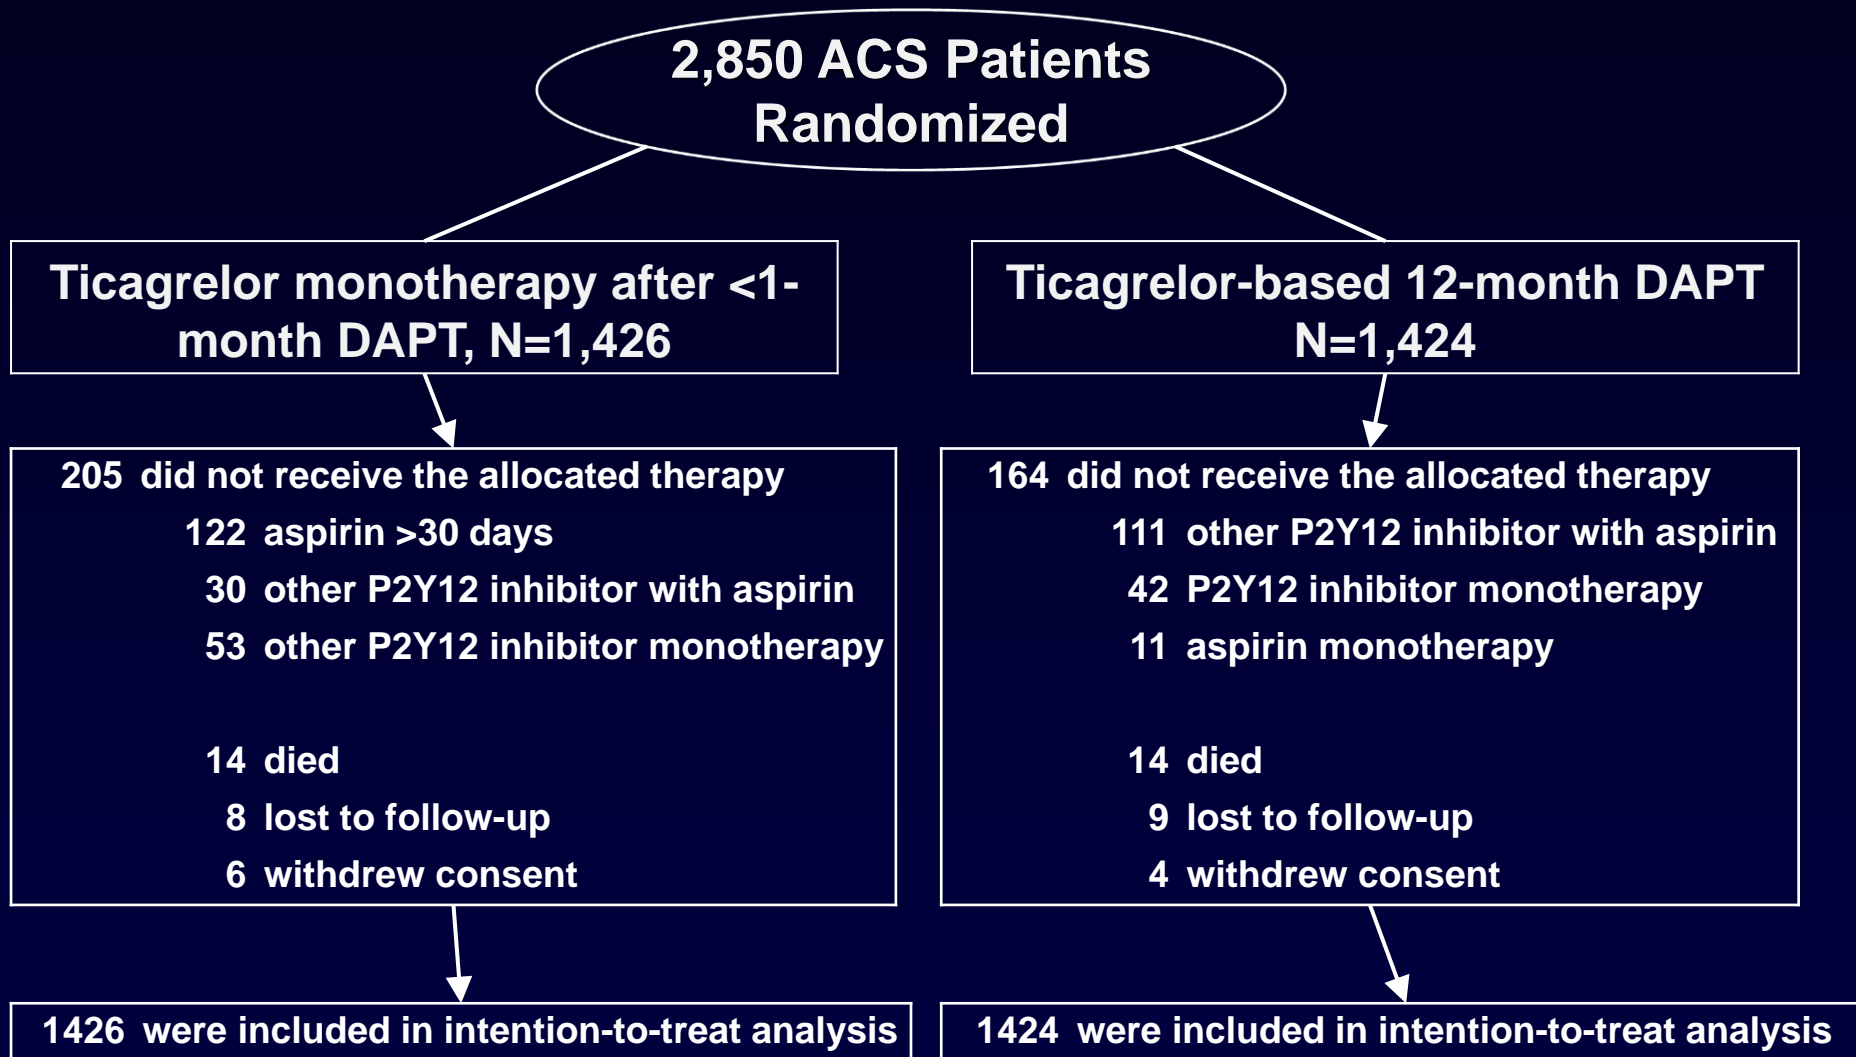 2,850 ACS Patients
Randomized
Ticagrelor monotherapy after <1-
month DAPT, N=1,426
Ticagrelor-based 12-month DAPT
N=1,424
205 did not receive the allocated therapy
122 aspirin >30 days
30 other P2Y12 inhibitor with aspirin
53 other P2Y12 inhibitor monotherapy
14 died
8 lost to follow-up
6 withdrew consent
164 did not receive the allocated therapy
111 other P2Y12 inhibitor with aspirin
42 P2Y12 inhibitor monotherapy
11 aspirin monotherapy
14 died
9 lost to follow-up
4 withdrew consent
1426 were included in intention-to-treat analysis
1424 were included in intention-to-treat analysis